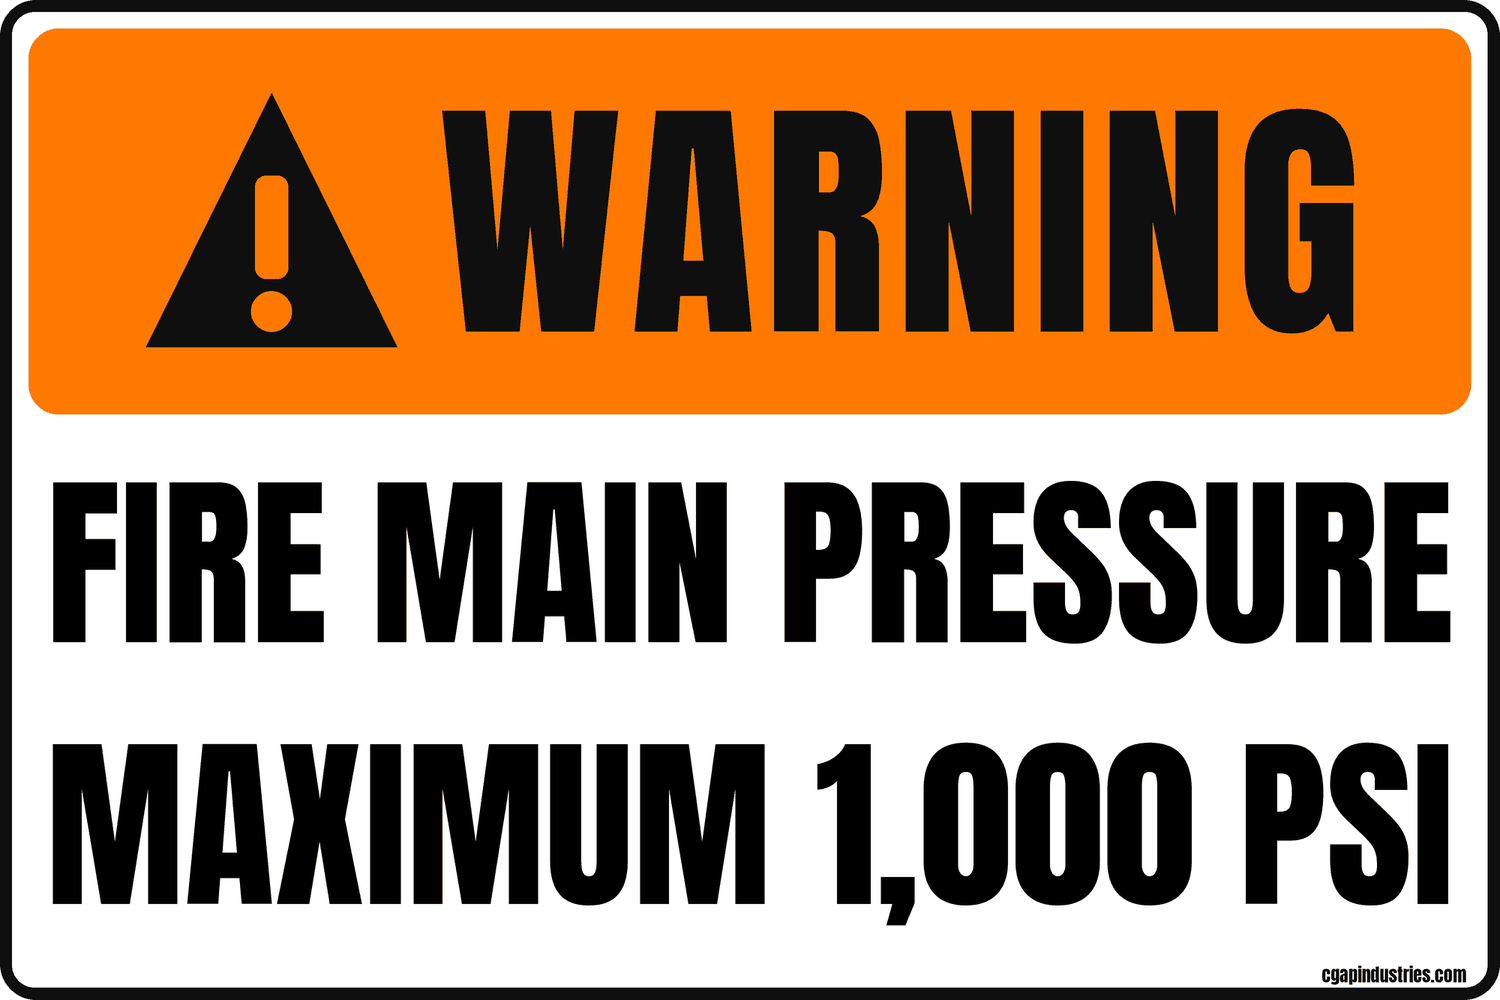 WARNING
FIRE MAIN PRESSURE
MAXIMUM 1,000 PSI
cgapindustries.com